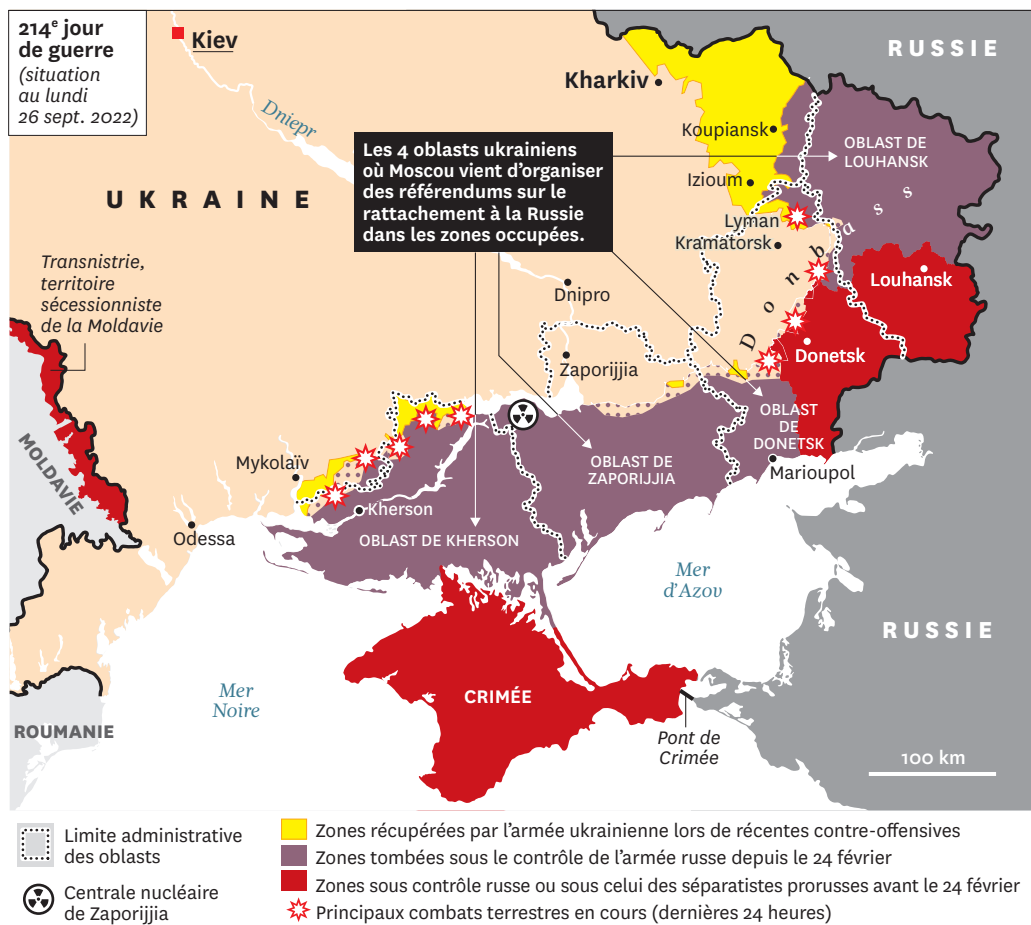 214e jour
de guerre
(situation
au lundi
26 sept. 2022)
Kiev
RUSSIE
Kharkiv
Dniepr
Koupiansk
OBLAST DE
LOUHANSK
Les 4 oblasts ukrainiens
où Moscou vient d'organiser
des référendums sur le
rattachement à la Russie
dans les zones occupées.
Izioum
UKRAINE
Lyman
Kramatorsk
Donbass
Transnistrie,
territoire
sécessionniste
de la Moldavie
Louhansk
Dnipro
Donetsk
Zaporijjia
OBLAST
DE
DONETSK
MOLDAVIE
Mykolaïv
OBLAST DE
ZAPORIJJIA
Marioupol
Kherson
Odessa
OBLAST DE KHERSON
Mer
d'Azov
RUSSIE
Mer
Noire
CRIMÉE
ROUMANIE
Pont de
Crimée
100 km
Limite administrative
des oblasts
Centrale nucléaire
de Zaporijjia
Zones récupérées par l'armée ukrainienne lors de récentes contre-offensives
Zones tombées sous le contrôle de l'armée russe depuis le 24 février
Zones sous contrôle russe ou sous celui des séparatistes prorusses avant le 24 février
Principaux combats terrestres en cours (dernières 24 heures)